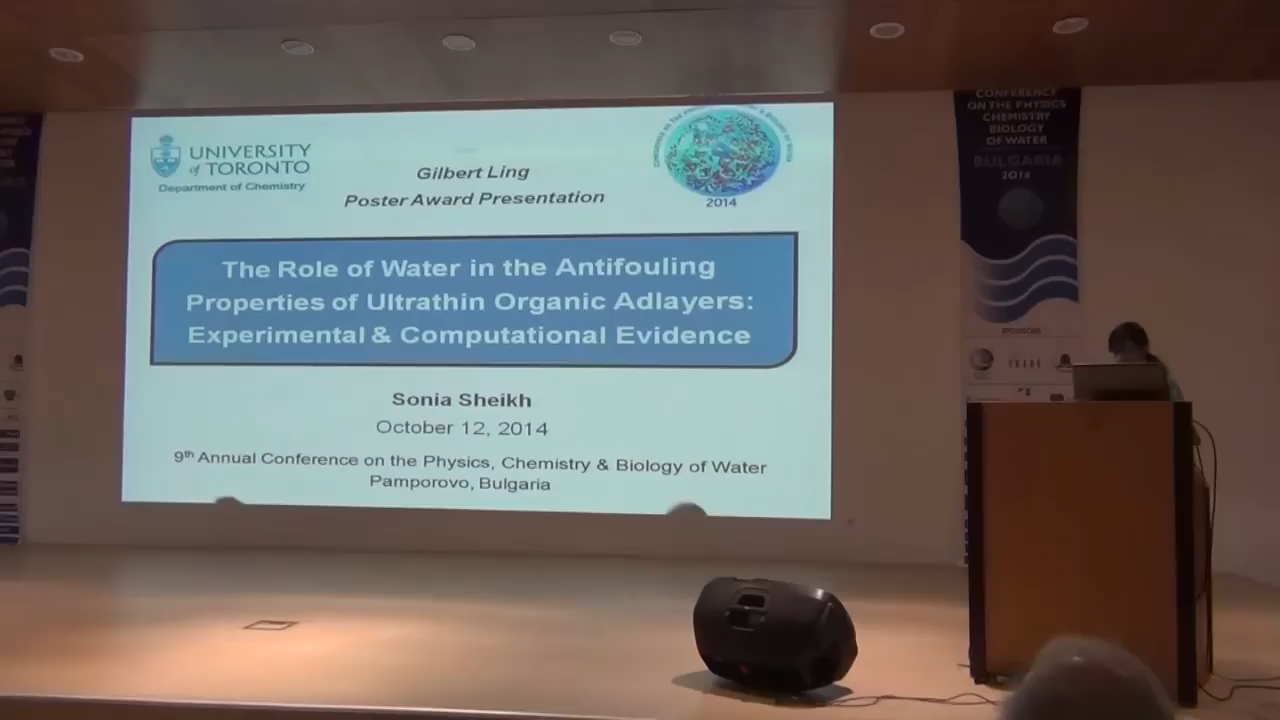 UNIVERSITY
of TORONTO
Department of Chemistry
Gilbert Ling
Poster Award Presentation
2014
The Role of Water in the Antifouling
Properties of Ultrathin Organic Adlayers:
Experimental & Computational Evidence
Sonia Sheikh
October 12, 2014
9th Annual Conference on the Physics, Chemistry & Biology of Water
Pamporovo, Bulgaria
CONFERENCE
ON THE PHYSICS
CHEMISTRY
BIOLOGY
OF WATER
BULGARIA
2014
SPONSORS